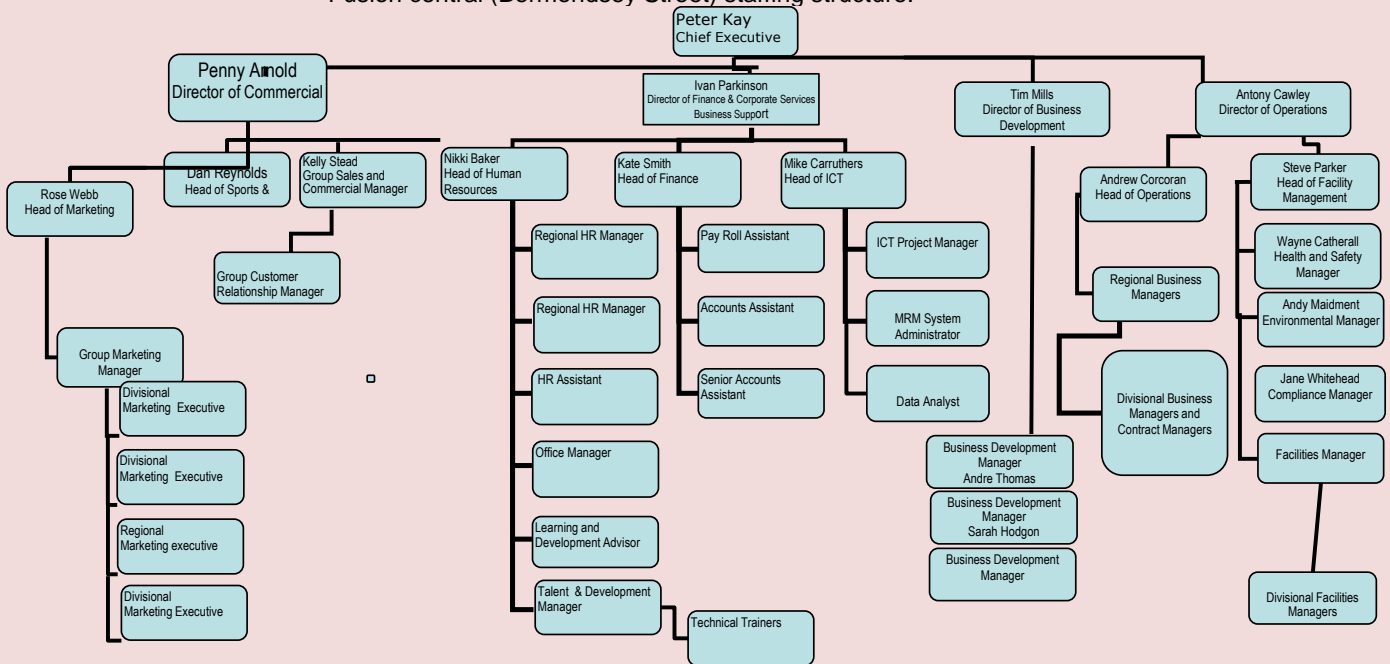 Fusion central (Bermondsey Street) staffing structure.
Peter Kay
Chief Executive
Penny Arnold
Director of Commercial
Ivan Parkinson
Director of Finance & Corporate Services
Business Support
Tim Mills
Director of Business
Development
Antony Cawley
Director of Operations
Rose Webb
Head of Marketing
Dan Reynolds
Head of Sports &
Kelly Stead
Group Sales and
Commercial Manager
Nikki Baker
Head of Human
Resources
Kate Smith
Head of Finance
Mike Carruthers
Head of ICT
Andrew Corcoran
Head of Operations
Steve Parker
Head of Facility
Management
Group Customer
Relationship Manager
Regional HR Manager
Pay Roll Assistant
ICT Project Manager
Wayne Catherall
Health and Safety
Manager
Regional Business
Managers
Regional HR Manager
Accounts Assistant
MRM System
Administrator
Andy Maidment
Environmental Manager
Group Marketing
Manager
HR Assistant
Senior Accounts
Assistant
Data Analyst
Divisional Business
Managers and
Contract Managers
Jane Whitehead
Compliance Manager
Divisional
Marketing Executive
Office Manager
Business Development
Manager
Andre Thomas
Facilities Manager
Divisional
Marketing Executive
Business Development
Manager
Sarah Hodgon
Regional
Marketing executive
Learning and
Development Advisor
Business Development
Manager
Divisional
Marketing Executive
Talent & Development
Manager
Technical Trainers
Divisional Facilities
Managers